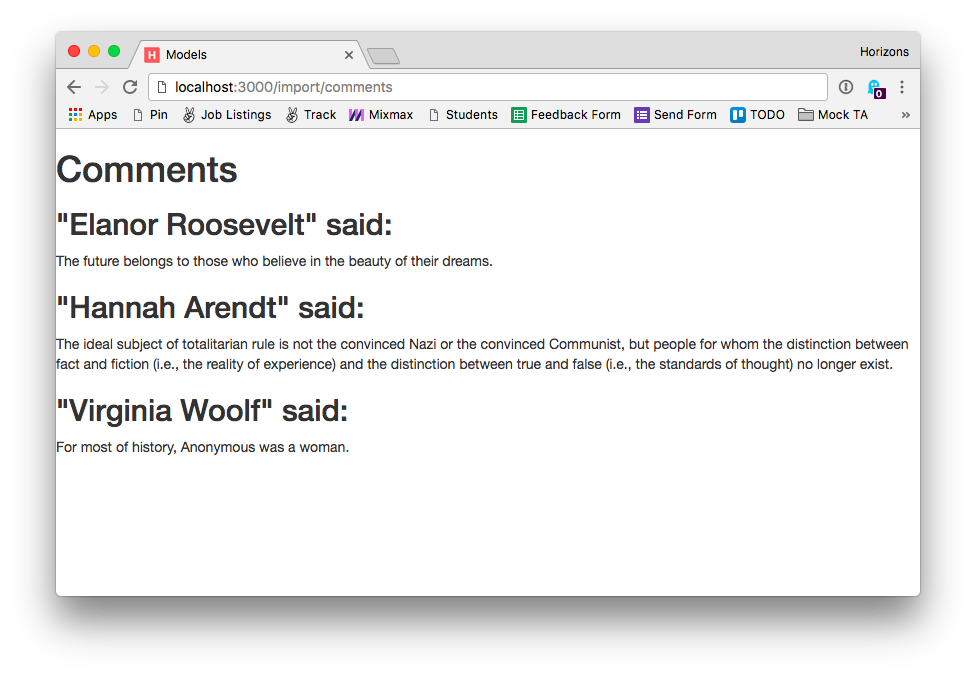 H Models
Horizons
localhost:3000/import/comments
0
Apps Pin Job Listings Track Mixmax Students Feedback Form Send Form TODO Mock TA »
Comments
"Elanor Roosevelt" said:
The future belongs to those who believe in the beauty of their dreams.
"Hannah Arendt" said:
The ideal subject of totalitarian rule is not the convinced Nazi or the convinced Communist, but people for whom the distinction between
fact and fiction (i.e., the reality of experience) and the distinction between true and false (i.e., the standards of thought) no longer exist.
"Virginia Woolf" said:
For most of history, Anonymous was a woman.